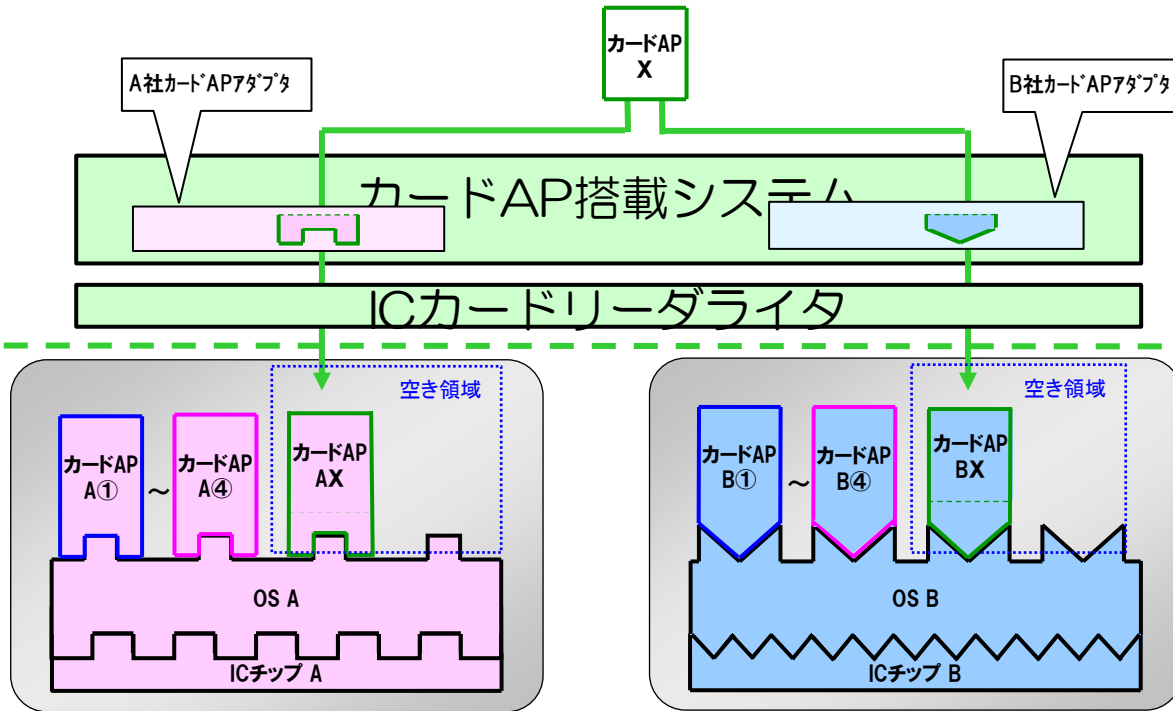 カードAP
X
A社ｶｰﾄﾞAPｱﾀﾞﾌﾟﾀ
B社ｶｰﾄﾞAPｱﾀﾞﾌﾟﾀ
カードAP搭載システム
ICカードリーダライタ
空き領域
カードAP
A①
～
カードAP
A④
カードAP
AX
OS A
ICチップ A
空き領域
カードAP
B①
～
カードAP
B④
カードAP
BX
OS B
ICチップ B